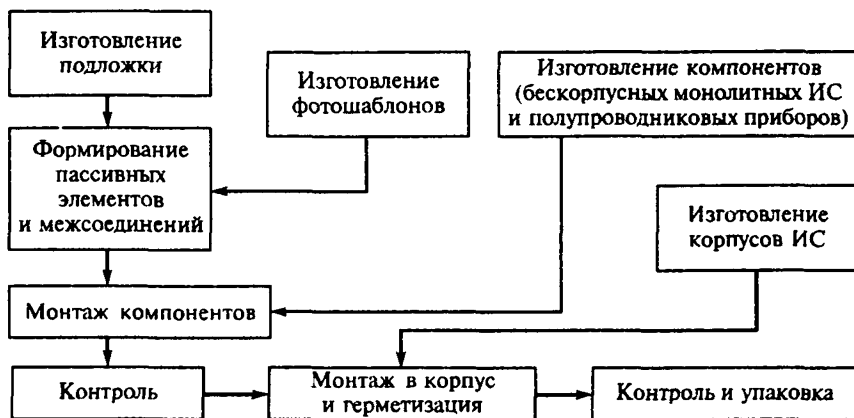 Изготовление
подложки
Изготовление
фотошаблонов
Изготовление компонентов
(бескорпусных монолитных ИС
и полупроводниковых приборов)
Формирование
пассивных
элементов
и межсоединений
Изготовление
корпусов ИС
Монтаж компонентов
Контроль
Монтаж в корпус
и герметизация
Контроль и упаковка